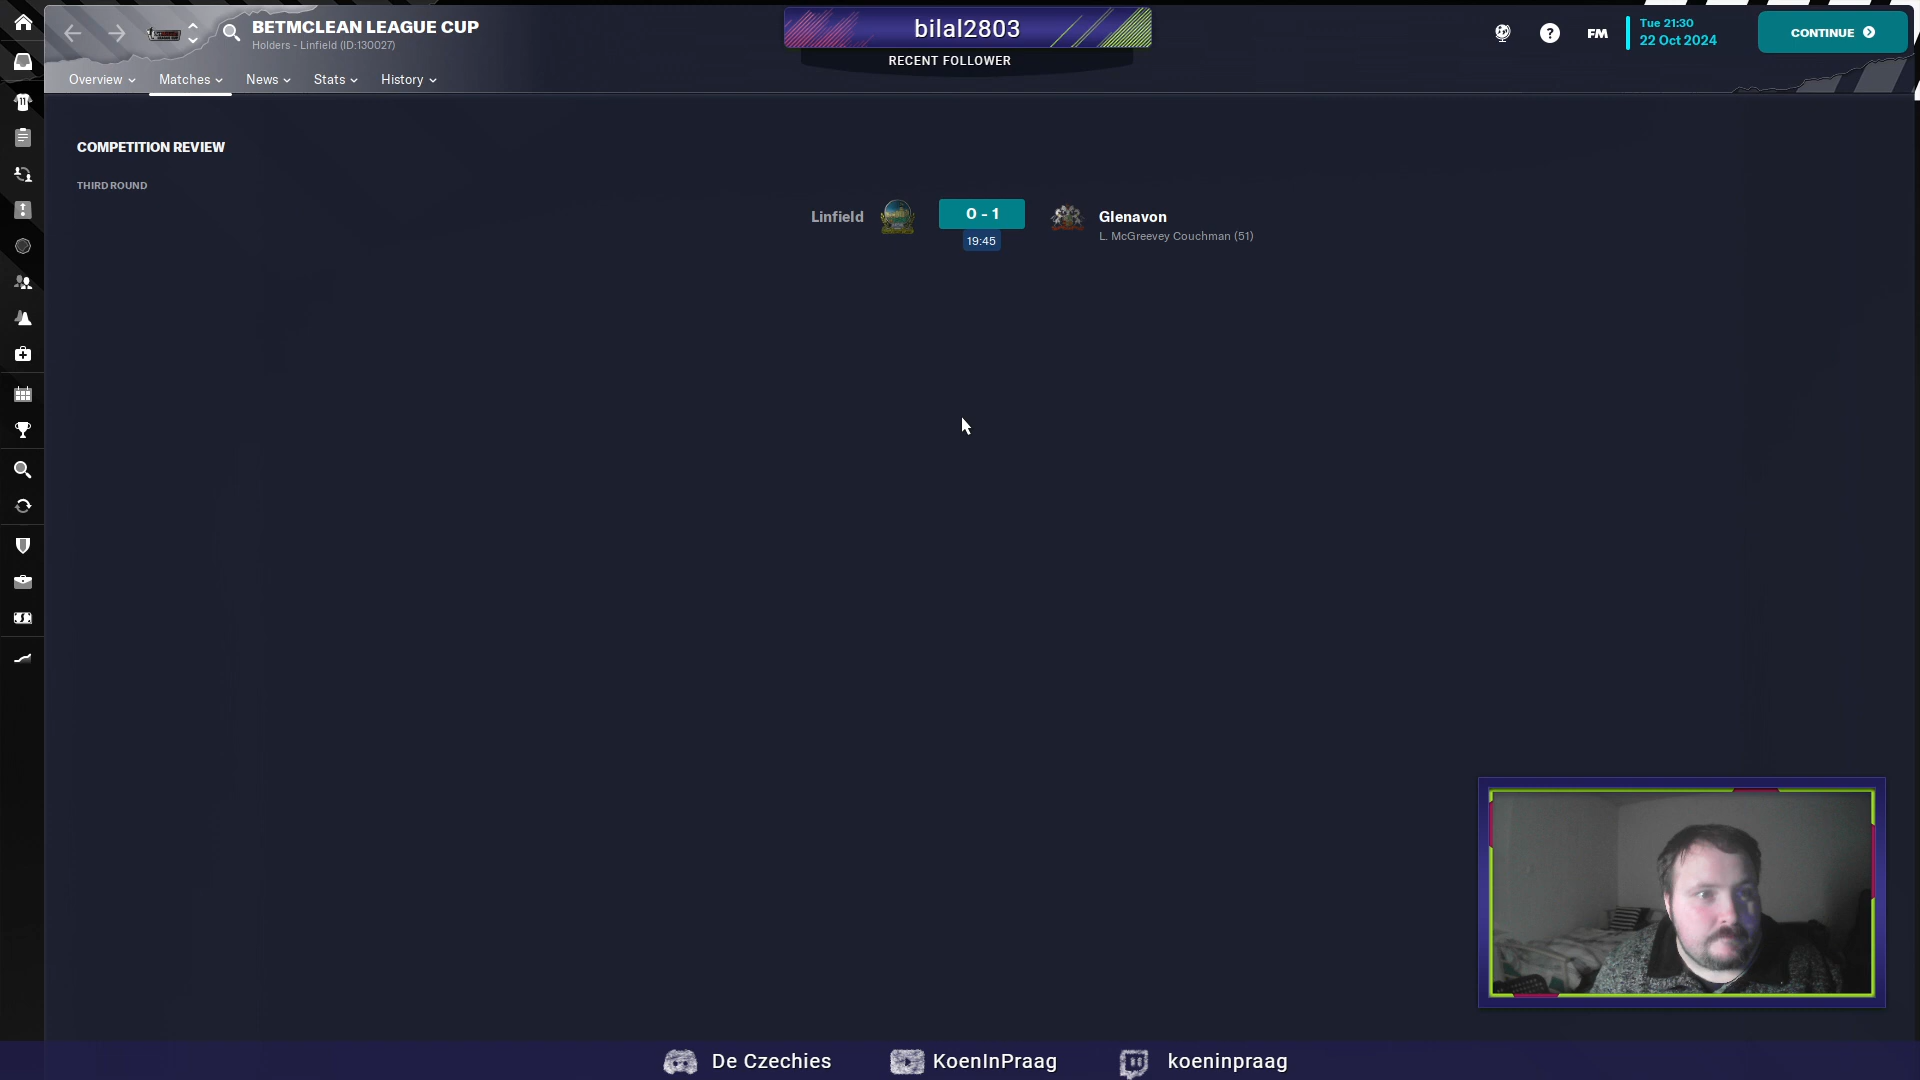 BETMCLEAN LEAGUE CUP
Holders - Linfield (ID:130027)
bilal2803
RECENT FOLLOWER
FM
Tue 21:30
22 Oct 2024
CONTINUE
Overview
Matches
News
Stats
History
COMPETITION REVIEW
THIRD ROUND
Linfield
0 - 1
Glenavon
19:45
L. McGreevey Couchman (51)
De Czechies
KoenInPraag
koeninpraag